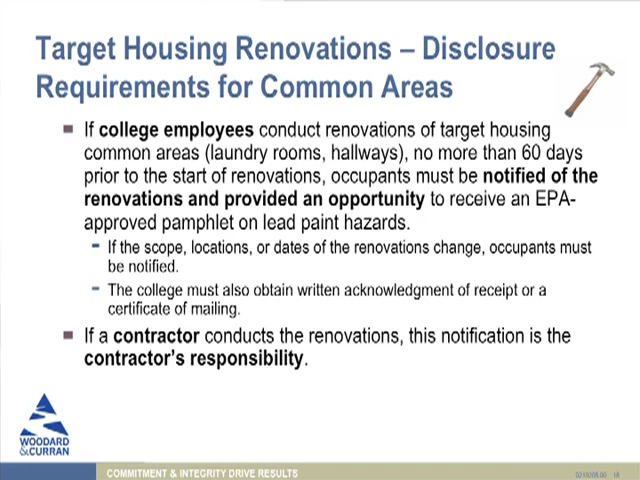 Target Housing Renovations – Disclosure
Requirements for Common Areas
If college employees conduct renovations of target housing
common areas (laundry rooms, hallways), no more than 60 days
prior to the start of renovations, occupants must be notified of the
renovations and provided an opportunity to receive an EPA-
approved pamphlet on lead paint hazards.
If the scope, locations, or dates of the renovations change, occupants must
be notified.
The college must also obtain written acknowledgment of receipt or a
certificate of mailing.
If a contractor conducts the renovations, this notification is the
contractor's responsibility.
WOODARD
&CURRAN
COMMITMENT & INTEGRITY DRIVE RESULTS